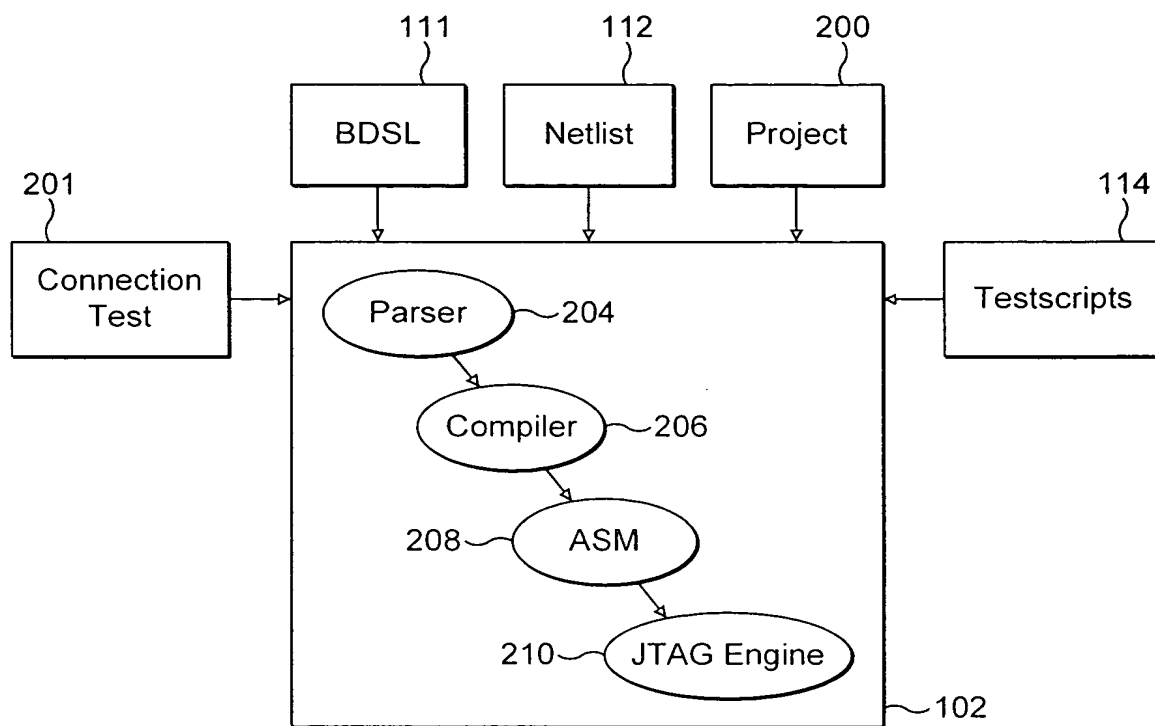 111
112
200
BDSL
Netlist
Project
201
114
Connection
Test
Testscripts
Parser
204
Compiler
206
208
ASM
210
JTAG Engine
102